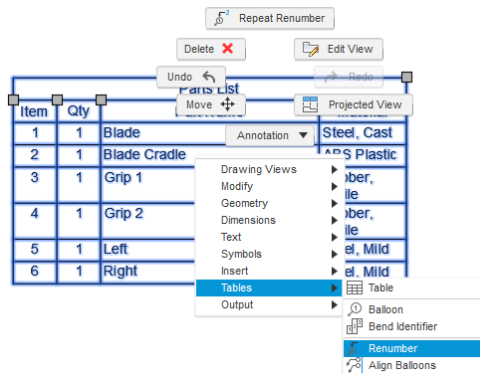 Repeat Renumber
Delete
Edit View
Undo
Redo
Parts List
Move
Projected View
Item Qty
1 1 Blade Steel, Cast
Annotation
2 1 Blade Cradle ABS Plastic
3 1 Grip 1
4 1 Grip 2
5 1 Left Mild
6 1 Right Mild
Drawing Views
Modify
Geometry
Dimensions
Text
Symbols
Insert
Tables
Output
Table
Balloon
Bend Identifier
Renumber
Align Balloons